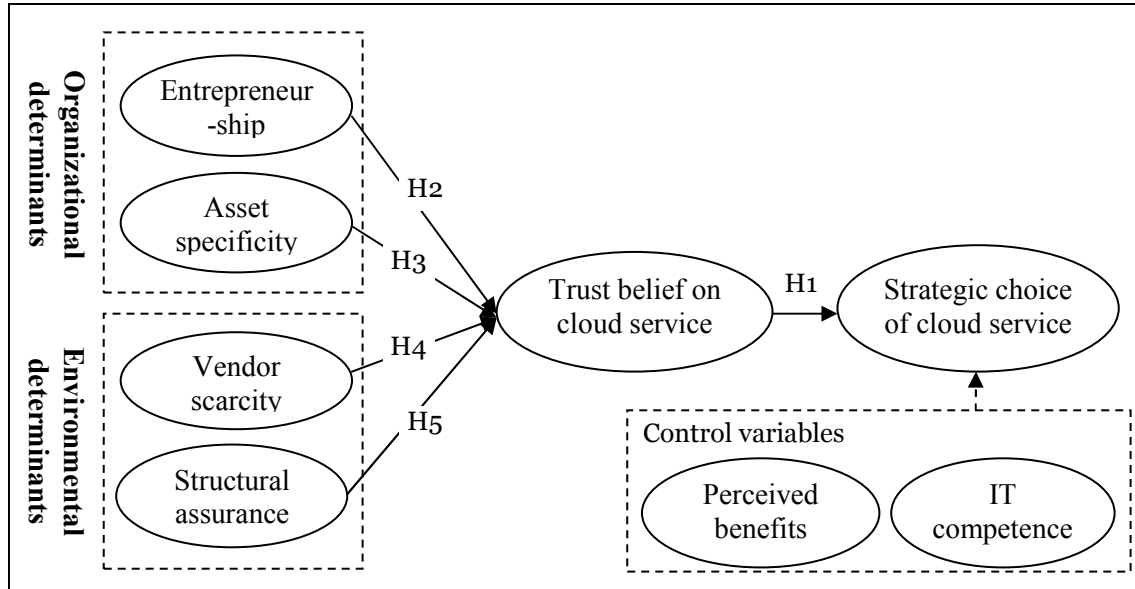 Organizational
determinants
Entrepreneur
-ship
Asset
specificity
Environmental
determinants
Vendor
scarcity
Structural
assurance
H2
H3
H4
H5
Trust belief on
cloud service
H1
Strategic choice
of cloud service
Control variables
Perceived
benefits
IT
competence